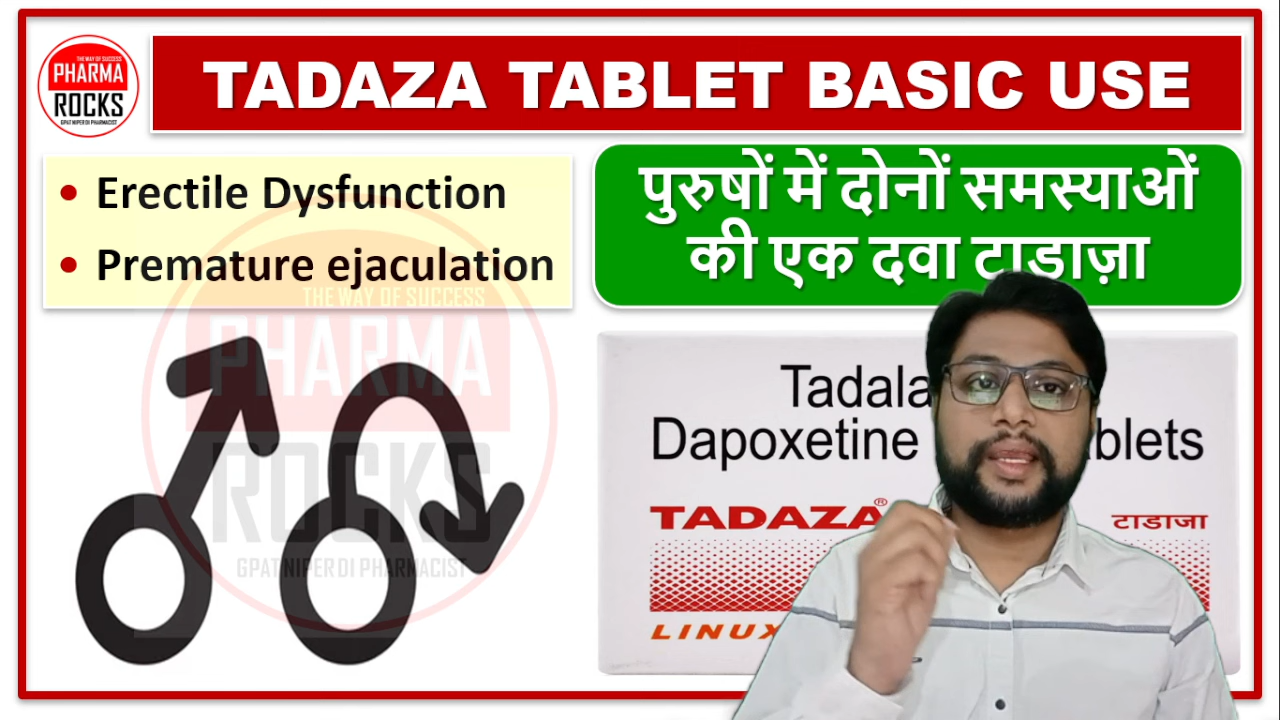 THE WAY OF SUCCESS
PHARMA
ROCKS
GPAT NIPER DI PHARMACIST
TADAZA TABLET BASIC USE
• Erectile Dysfunction
• Premature ejaculation
पुरुषों में दोनों समस्याओं
की एक दवा टाडाज़ा
THE WAY OF SUCCESS
PHARMA
ROCKS
GPAT NIPER DI PHARMACIST
Tadala
Dapoxetine blets
TADAZA® टाडाजा
LINUX